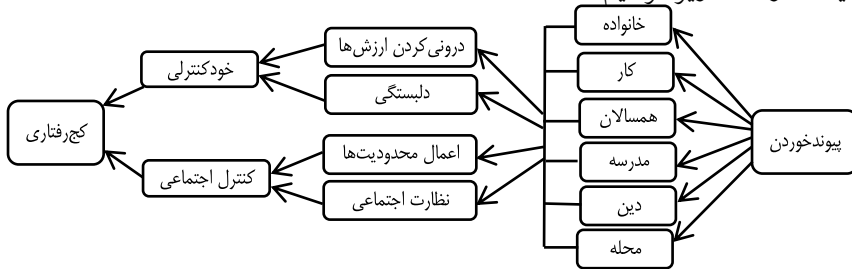 پیوندخوردن
خانواده
کار
همسالان
مدرسه
دین
محله
درونی‌کردن ارزش‌ها
دلبستگی
اعمال محدودیت‌ها
نظارت اجتماعی
خودکنترلی
کنترل اجتماعی
کج‌رفتاری